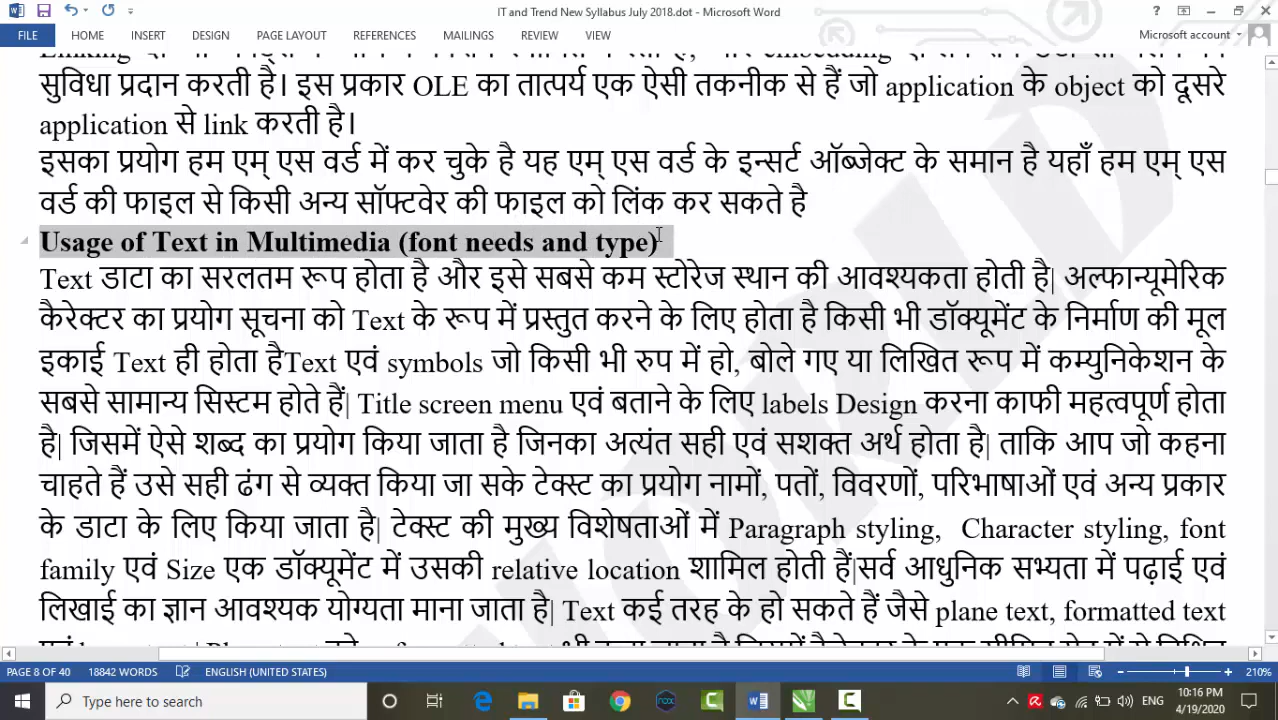 IT and Trend New Syllabus July 2018.dot - Microsoft Word
FILE HOME INSERT DESIGN PAGE LAYOUT REFERENCES MAILINGS REVIEW VIEW Microsoft account
सुविधा प्रदान करती है। इस प्रकार OLE का तात्पर्य एक ऐसी तकनीक से हैं जो application के object को दूसरे
application से link करती है।
इसका प्रयोग हम एम् एस वर्ड में कर चुके है यह एम् एस वर्ड के इन्सर्ट ऑब्जेक्ट के समान है यहाँ हम एम् एस
वर्ड की फाइल से किसी अन्य सॉफ्टवेर की फाइल को लिंक कर सकते है
Usage of Text in Multimedia (font needs and type)
Text डाटा का सरलतम रूप होता है और इसे सबसे कम स्टोरेज स्थान की आवश्यकता होती है| अल्फान्यूमेरिक
कैरेक्टर का प्रयोग सूचना को Text के रूप में प्रस्तुत करने के लिए होता है किसी भी डॉक्यूमेंट के निर्माण की मूल
इकाई Text ही होता हैText एवं symbols जो किसी भी रुप में हो, बोले गए या लिखित रूप में कम्युनिकेशन के
सबसे सामान्य सिस्टम होते हैं| Title screen menu एवं बताने के लिए labels Design करना काफी महत्वपूर्ण होता
है| जिसमें ऐसे शब्द का प्रयोग किया जाता है जिनका अत्यंत सही एवं सशक्त अर्थ होता है| ताकि आप जो कहना
चाहते हैं उसे सही ढंग से व्यक्त किया जा सके टेक्स्ट का प्रयोग नामों, पतों, विवरणों, परिभाषाओं एवं अन्य प्रकार
के डाटा के लिए किया जाता है| टेक्स्ट की मुख्य विशेषताओं में Paragraph styling, Character styling, font
family एवं Size एक डॉक्यूमेंट में उसकी relative location शामिल होती हैं|सर्व आधुनिक सभ्यता में पढ़ाई एवं
लिखाई का ज्ञान आवश्यक योग्यता माना जाता है| Text कई तरह के हो सकते हैं जैसे plane text, formatted text
PAGE 8 OF 40 18842 WORDS ENGLISH (UNITED STATES) 210%
Type here to search ENG 10:16 PM
4/19/2020